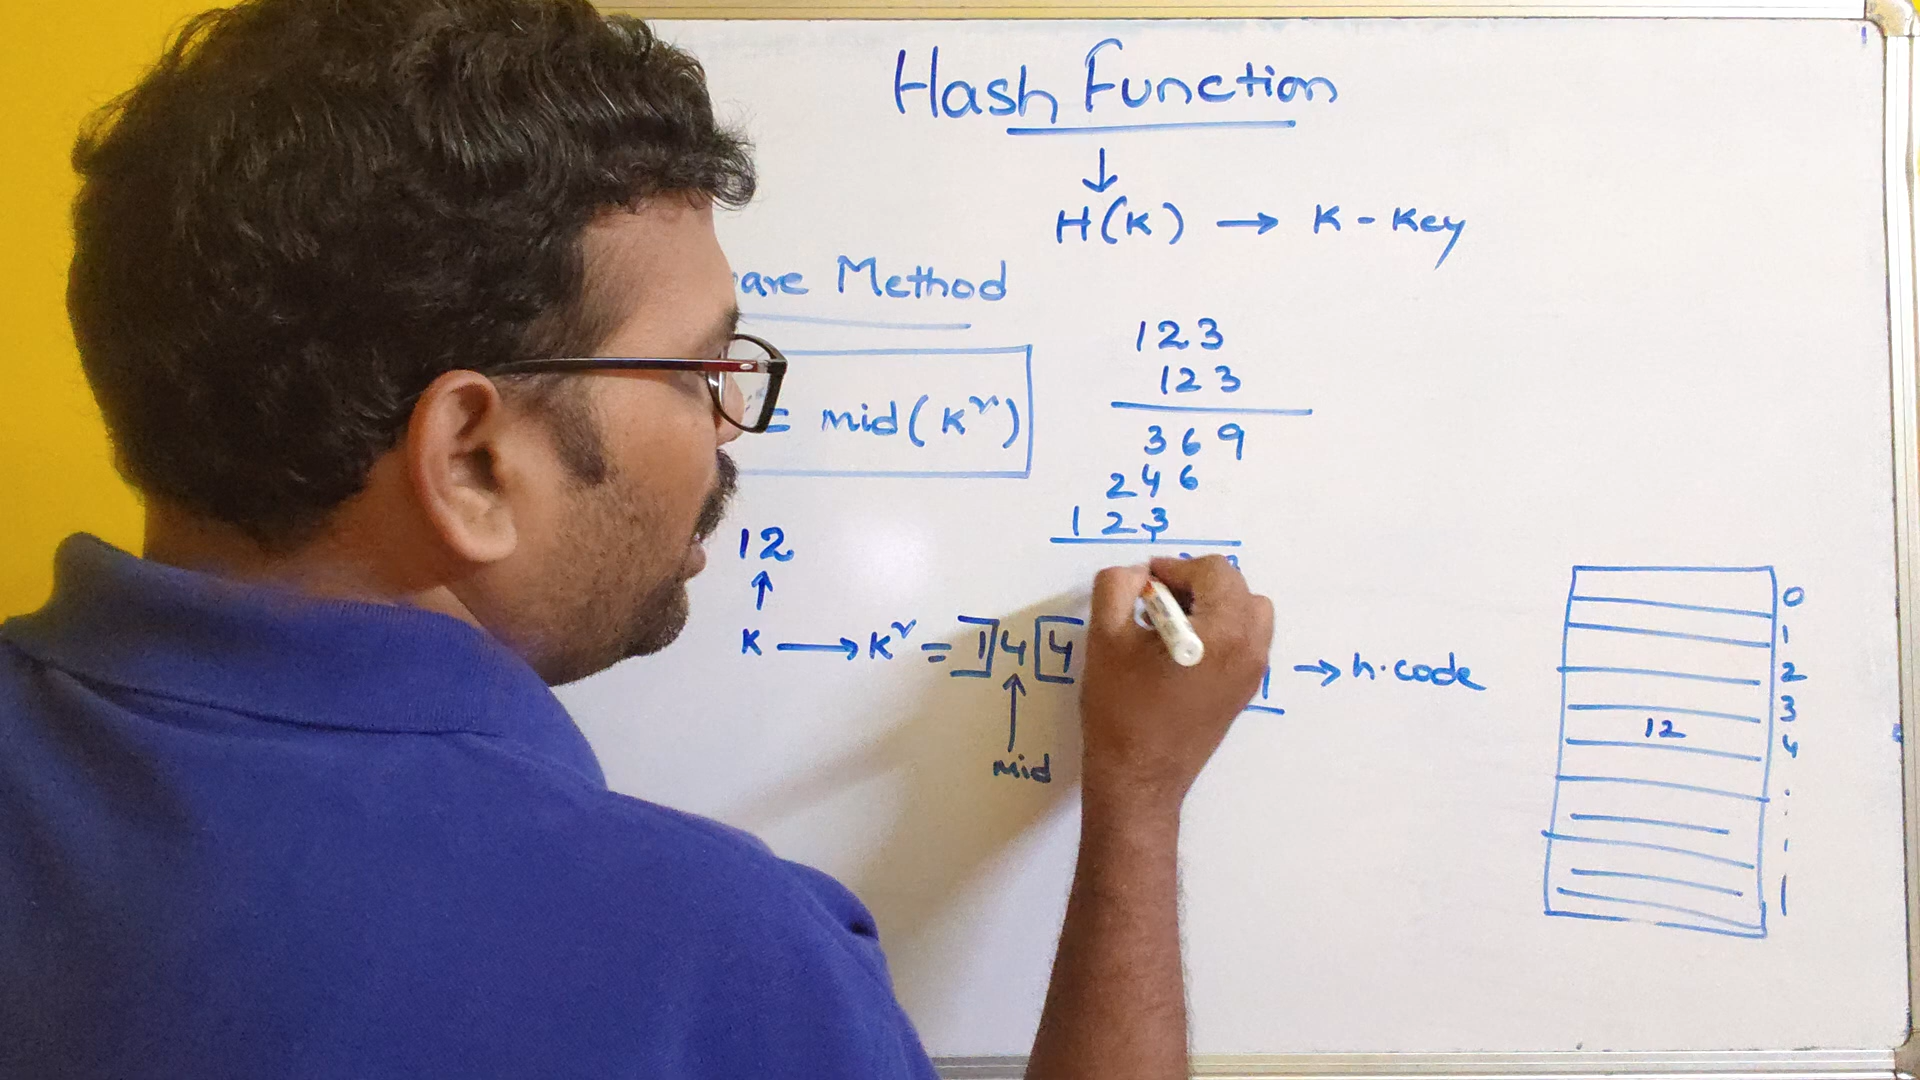 Hash Function
↓
H(K) → K - Key
Method
= mid(K²)
123
123
369
246
123
12
↑
K → K² = 1]4[4
↑
mid
→ h.code
0
1
2
3
12
4